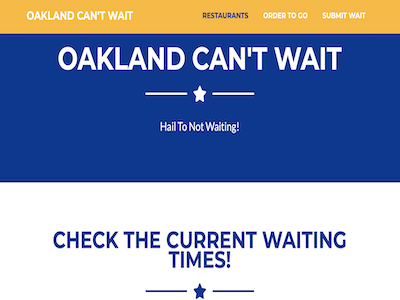 OAKLAND CAN'T WAIT
RESTAURANTS ORDER TO GO SUBMIT WAIT
OAKLAND CAN'T WAIT
Hail To Not Waiting!
CHECK THE CURRENT WAITING
TIMES!